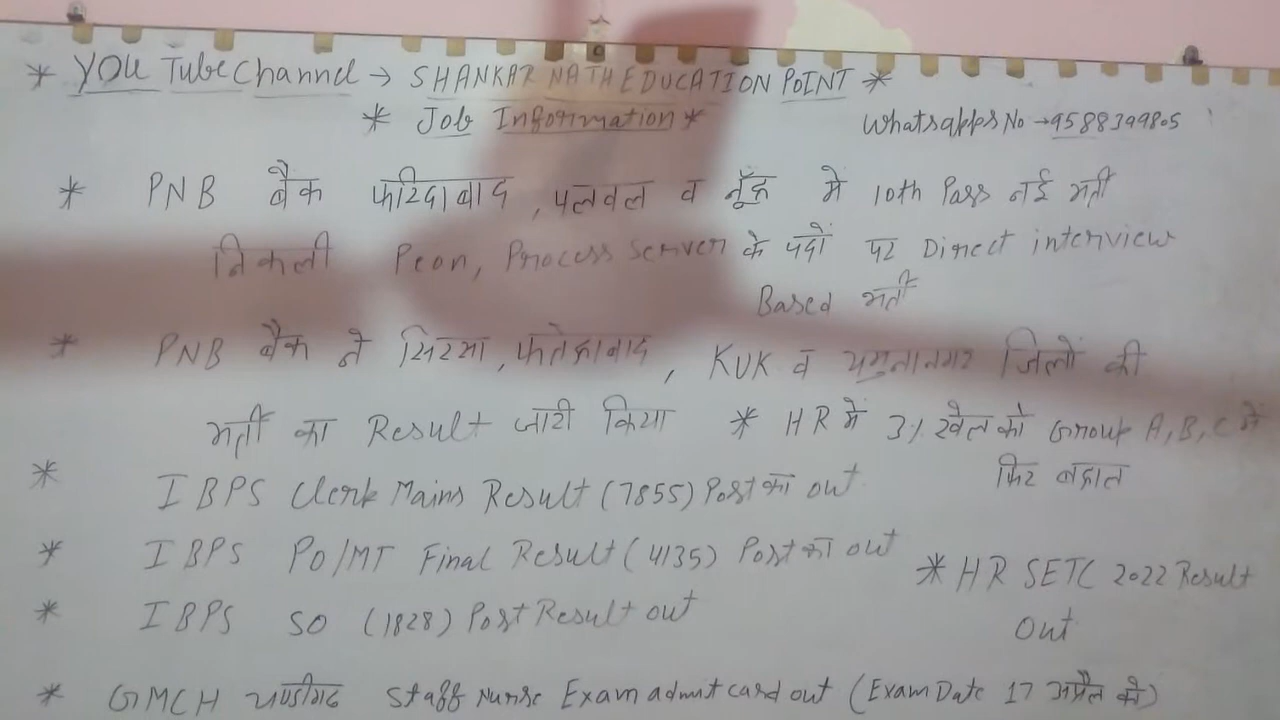 * YOU Tube Channel → SHANKAR NATH EDUCATION POINT *
* Job Information *
Whatsapps No → 9588399805
* PNB बैंक फरिदाबाद, पलवल व नूँह में 10th Pass नई भर्ती
निकली Peon, Process Server के पदों पर Direct interview
Based भर्ती
* PNB बैंक ने सिरसा, फतेहाबाद, KUK व यमुनानगर जिलों की
भर्ती का Result जारी किया
* HR में 3% खेल को Group A, B, C में
फिर बहाल
* IBPS Clerk Mains Result (7855) Post का out
* IBPS PO/MT Final Result (4135) Post का out
* HR SETC 2022 Result
Out
* IBPS SO (1828) Post Result out
* GMCH चण्डीगढ Staff Nurse Exam admit card out (Exam Date 17 अप्रैल को)